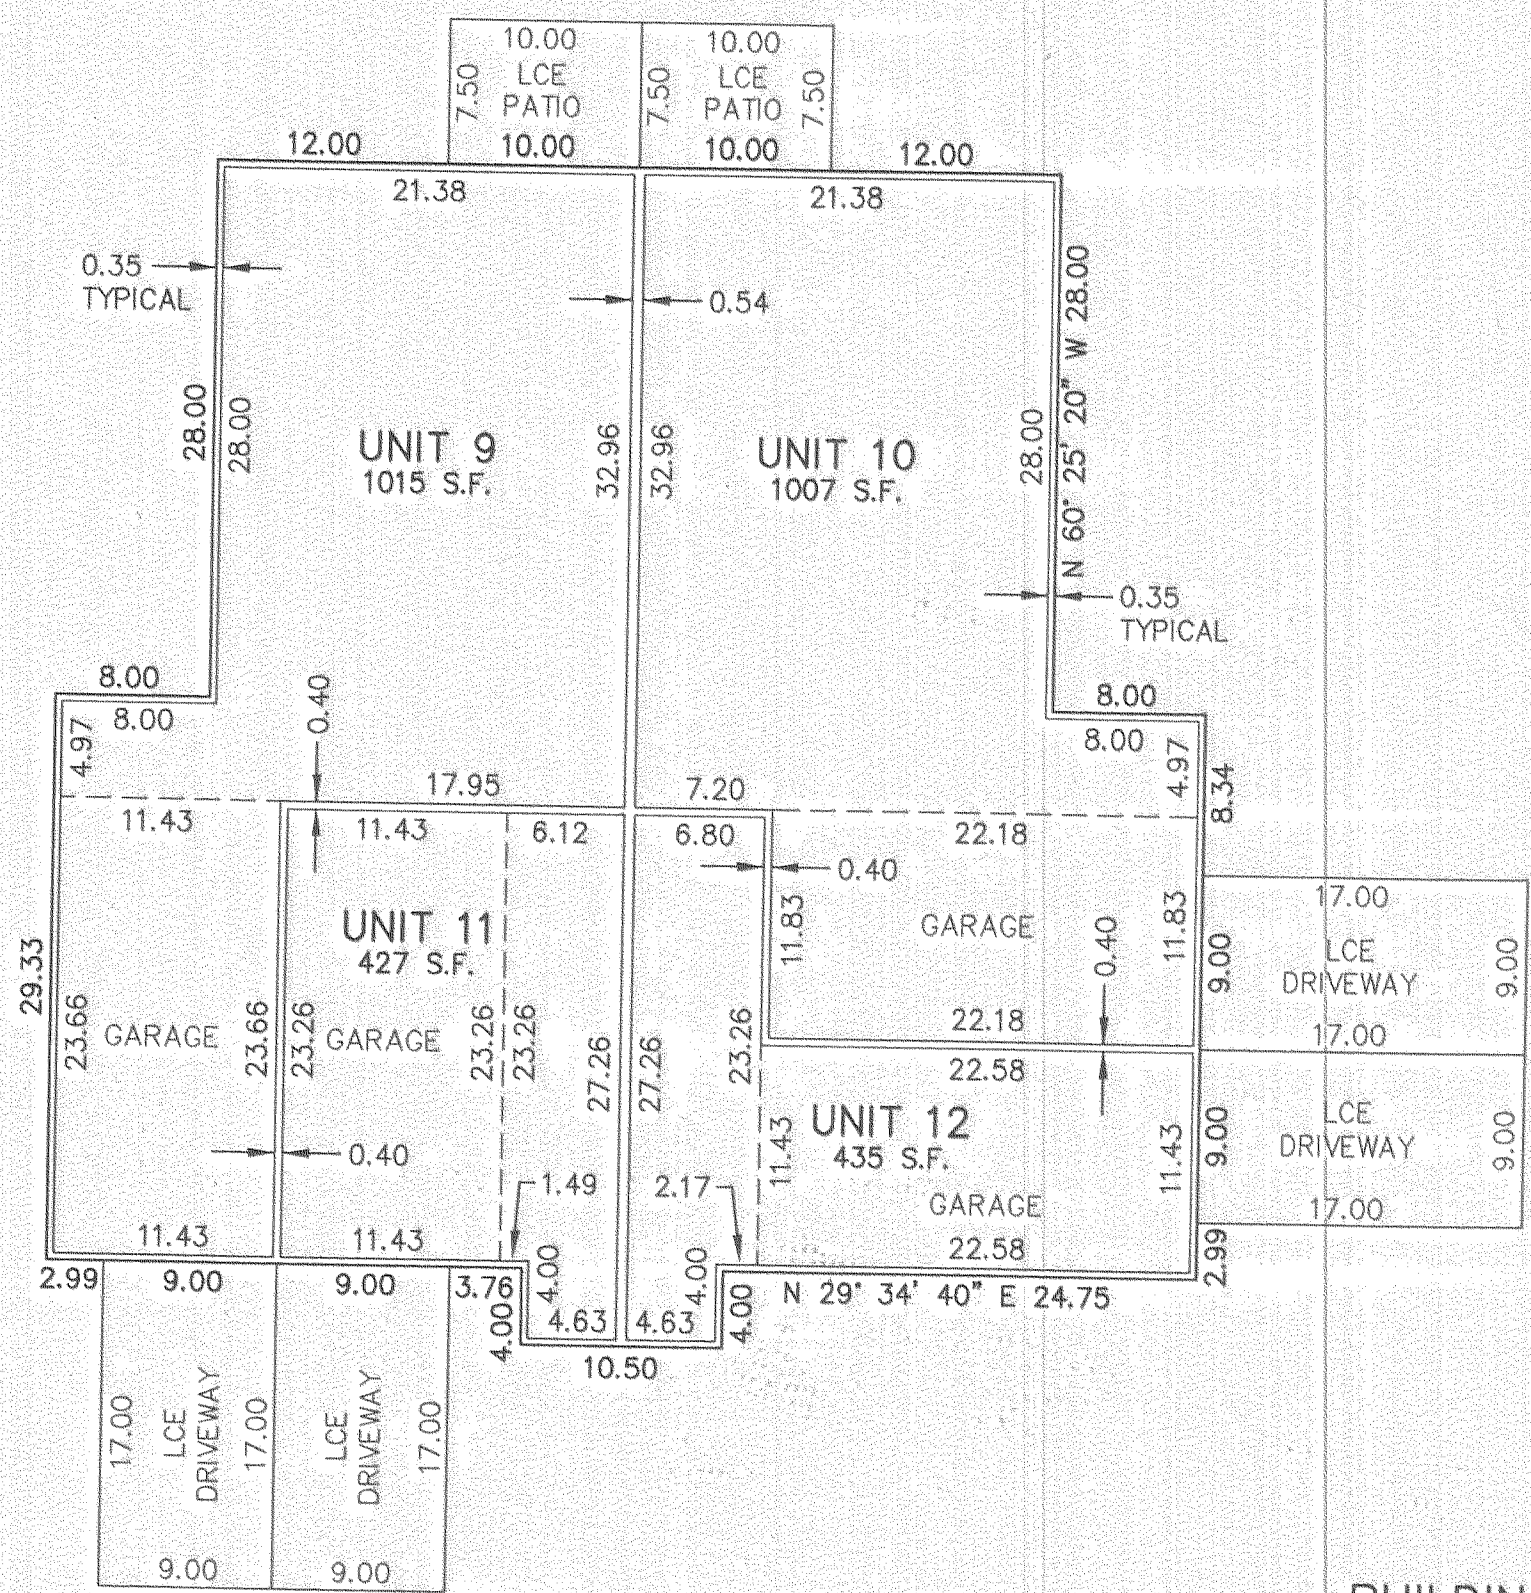 10.00
LCE
PATIO
7.50
10.00
10.00
LCE
PATIO
7.50
7.50
10.00
12.00
12.00
21.38
21.38
0.35
TYPICAL
0.54
N 60° 25' 20" W 28.00
28.00
28.00
28.00
UNIT 9
1015 S.F.
32.96
32.96
UNIT 10
1007 S.F.
0.35
TYPICAL
8.00
8.00
4.97
0.40
8.00
8.00
4.97
8.34
17.95
7.20
11.43
11.43
6.12
6.80
22.18
0.40
11.83
GARAGE
11.83
0.40
UNIT 11
427 S.F.
29.33
23.66
GARAGE
23.66
23.26
GARAGE
23.26
23.26
27.26
27.26
23.26
22.18
22.58
17.00
LCE
DRIVEWAY
9.00
9.00
17.00
UNIT 12
435 S.F.
11.43
11.43
GARAGE
22.58
9.00
LCE
DRIVEWAY
9.00
17.00
2.99
0.40
1.49
2.17
11.43
11.43
2.99
9.00
9.00
3.76
4.00
4.00
4.63
4.63
4.00
4.00
N 29° 34' 40" E 24.75
10.50
17.00
LCE
DRIVEWAY
17.00
LCE
DRIVEWAY
17.00
9.00
9.00